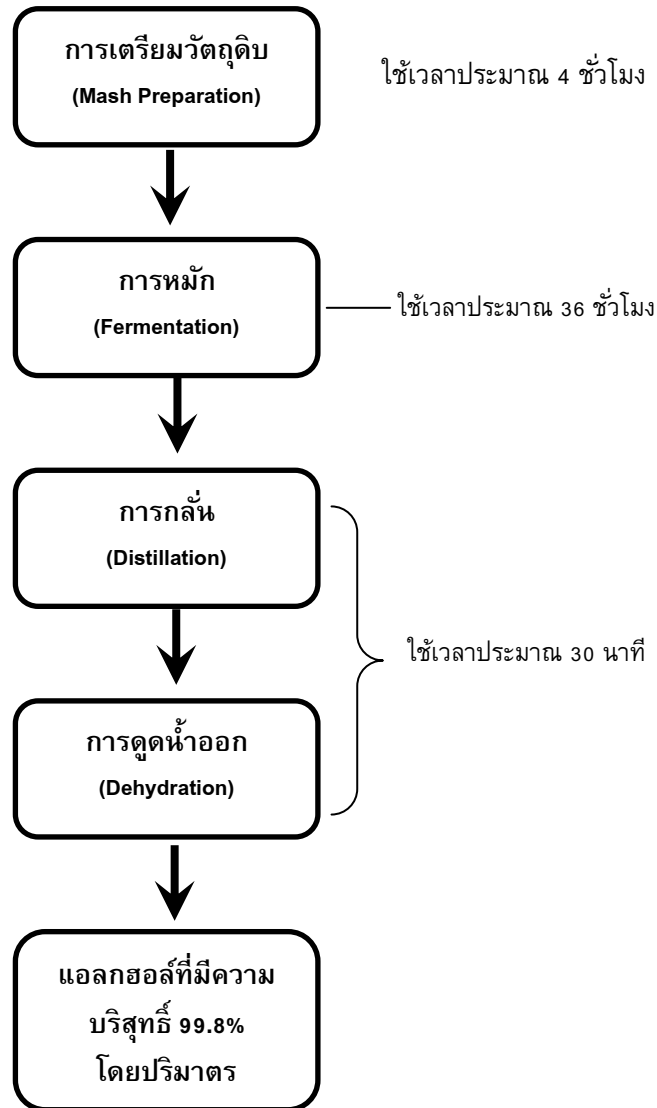 การเตรียมวัตถุดิบ
(Mash Preparation)
ใช้เวลาประมาณ 4 ชั่วโมง
การหมัก
(Fermentation)
ใช้เวลาประมาณ 36 ชั่วโมง
การกลั่น
(Distillation)
ใช้เวลาประมาณ 30 นาที
การดูดน้ำออก
(Dehydration)
แอลกฮอล์ที่มีความ
บริสุทธิ์ 99.8%
โดยปริมาตร